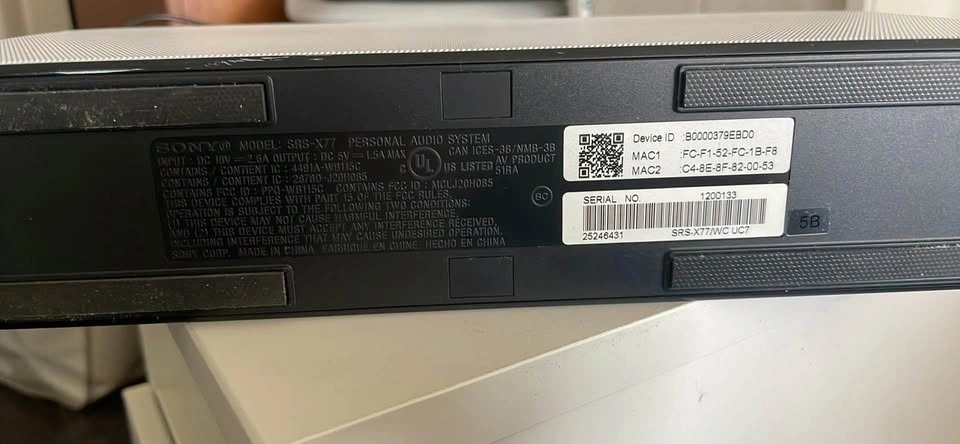 SONY® MODEL: SRS-X77 PERSONAL AUDIO SYSTEM
INPUT: DC 18V ⎓ 2.6A OUTPUT: DC 5V ⎓ 1.5A MAX
CAN ICES-3B/NMB-3B
CONTAINS / CONTIENT IC : 4491A-WB115C
UL
US LISTED
AV PRODUCT
51RA
CONTAINS / CONTIENT IC :
CONTAINS FCC ID : PPQ-WB115C CONTAINS FCC ID : MCLJ20H085
THIS DEVICE COMPLIES WITH PART 15 OF THE FCC RULES
OPERATION IS SUBJECT TO THE FOLLOWING TWO CONDITIONS:
(1) THIS DEVICE MAY NOT CAUSE HARMFUL INTERFERENCE,
AND (2) THIS DEVICE MUST ACCEPT ANY INTERFERENCE RECEIVED,
INCLUDING INTERFERENCE THAT MAY CAUSE UNDESIRED OPERATION.
SONY CORP. MADE IN CHINA FABRIQUÉ EN CHINE HECHO EN CHINA
BC
Device ID :B0000379EBD0
MAC1 :FC-F1-52-FC-1B-F8
MAC2 :C4-8E-8F-82-00-53
SERIAL NO. 1200133
25246431 SRS-X77/WC UC7
5B